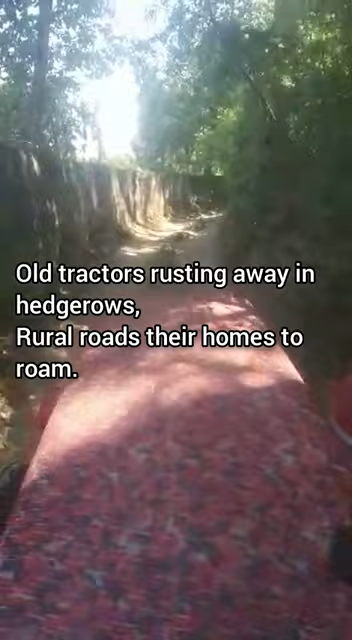 Old tractors rusting away in
hedgerows,
Rural roads their homes to
roam.